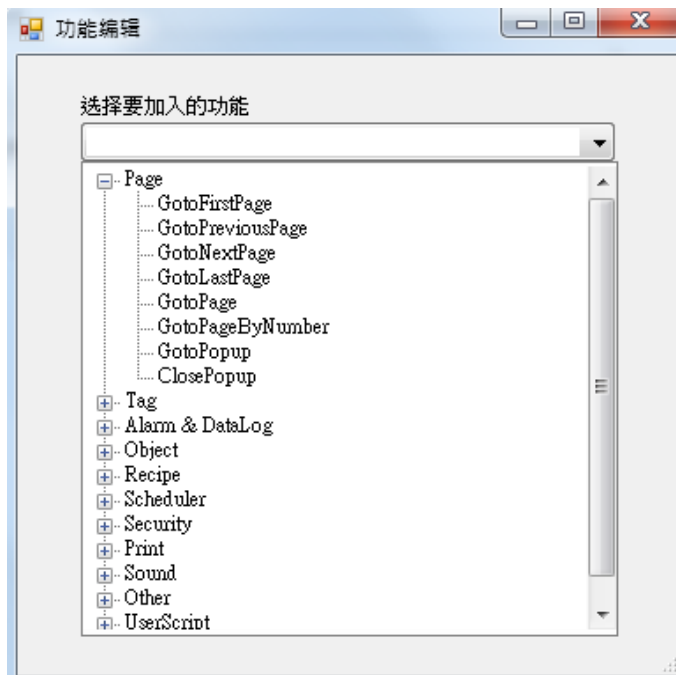 功能编辑
选择要加入的功能
Page
GotoFirstPage
GotoPreviousPage
GotoNextPage
GotoLastPage
GotoPage
GotoPageByNumber
GotoPopup
ClosePopup
Tag
Alarm & DataLog
Object
Recipe
Scheduler
Security
Print
Sound
Other
UserScript